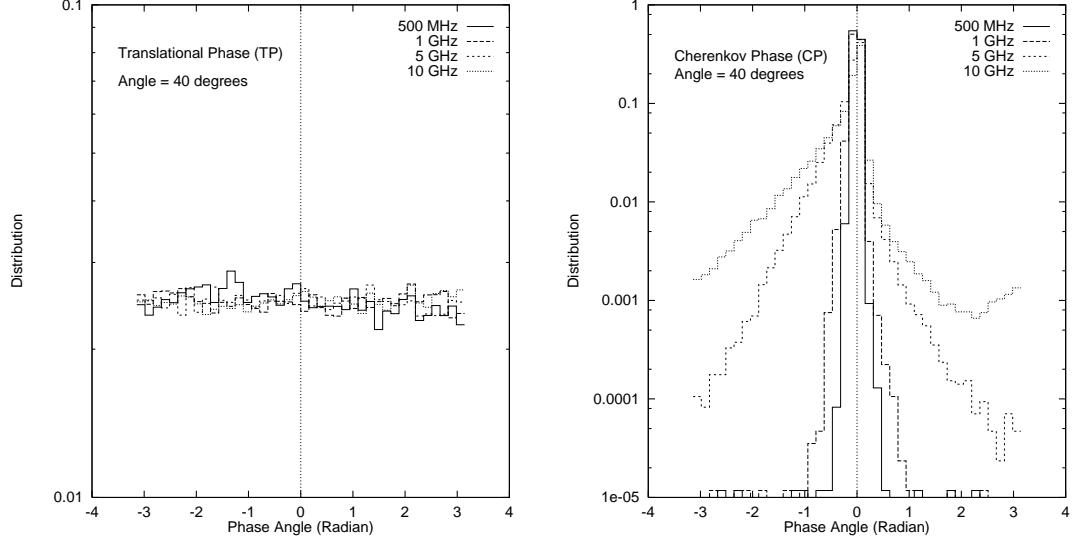 0.1
0.01
Distribution
-4 -3 -2 -1 0 1 2 3 4
Phase Angle (Radian)
Translational Phase (TP)
Angle = 40 degrees
500 MHz
1 GHz
5 GHz
10 GHz
1
0.1
0.01
0.001
0.0001
1e-05
Distribution
-4 -3 -2 -1 0 1 2 3 4
Phase Angle (Radian)
Cherenkov Phase (CP)
Angle = 40 degrees
500 MHz
1 GHz
5 GHz
10 GHz